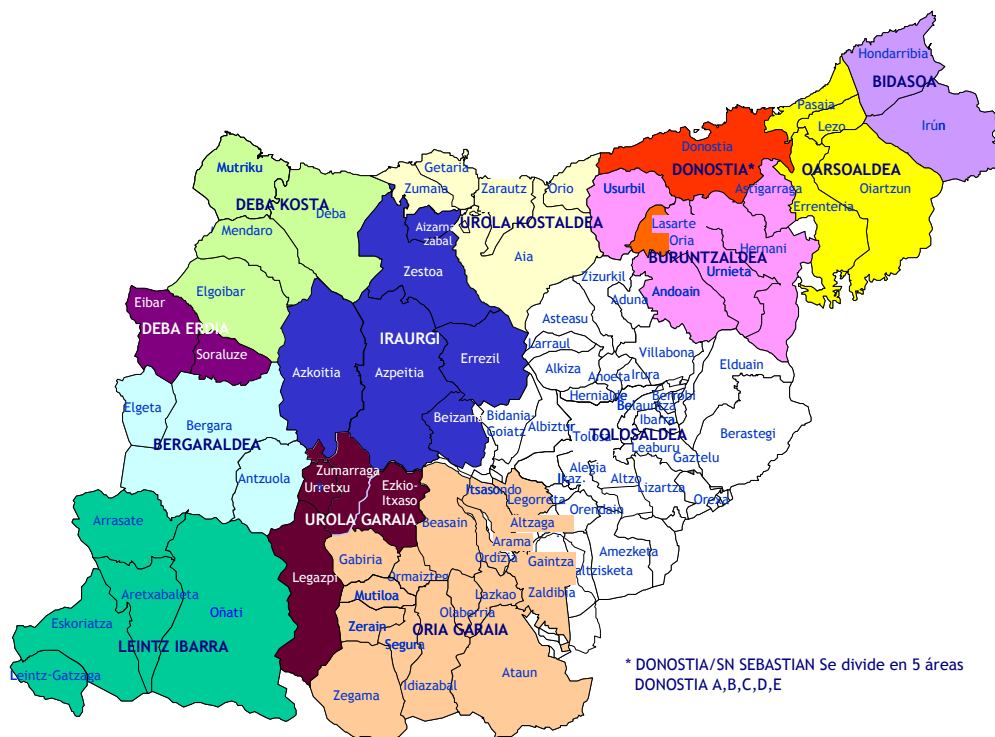 Hondarribia
BIDASOA
Pasaia
Lezo
Irún
Donostia
DONOSTIA*
OARSOALDEA
Mutriku
Getaria
Zumaia
Zarautz
Orio
Usurbil
Astigarraga
Oiartzun
DEBA KOSTA
Deba
Errenteria
Aizarna
zabal
UROLA KOSTALDEA
Lasarte
Oria
Mendaro
Zestoa
Aia
Hernani
BURUNTZALDEA
Urnieta
Zizurkil
Andoain
Elgoibar
Aduna
Eibar
Asteasu
DEBA ERDIA
IRAURGI
Soraluze
Errezil
Larraul
Villabona
Azkoitia
Azpeitia
Alkiza
Anoeta
Irura
Elduain
Hernialde
Berrobi
Elgeta
Belauntza
Beizama
Bidania-
Goiatz
Albiztur
Ibarra
Bergara
Tolosa
TOLOSALDEA
Berastegi
BERGARALDEA
Leaburu
Gaztelu
Antzuola
Zumarraga
Urretxu
Ezkio-
Itxaso
Alegia
Ikaz.
Altzo
Lizartza
Itsasondo
Legorreta
Orexa
Orendain
Arrasate
UROLA GARAIA
Beasain
Altzaga
Arama
Amezketa
Gabiria
Ordizia
Gaintza
Ormaizteg
altzisketa
Legazpi
Aretxabaleta
Mutiloa
Lazkao
Zaldibia
Oñati
Olaberria
Eskoriatza
Zerain
ORIA GARAIA
LEINTZ IBARRA
Segura
Leintz-Gatzaga
Ataun
Zegama
Idiazabal
* DONOSTIA/SN SEBASTIAN Se divide en 5 áreas
DONOSTIA A,B,C,D,E